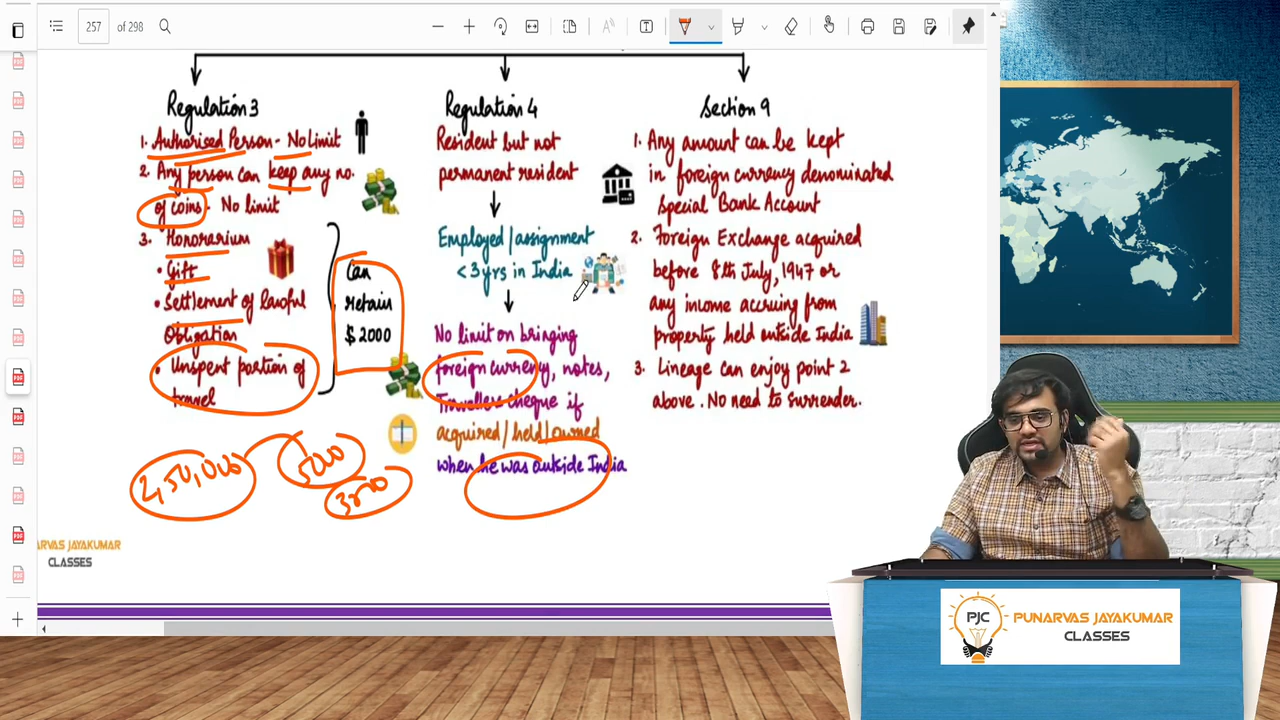 257
of 298
Regulation 3
1. Authorised Person - No Limit
2. Any person can keep any no.
of coins - No limit
3. Honorarium
• Gift
• Settlement of lawful
Obligation
• Unspent portion of
travel
Can
retain
$ 2000
2,50,000
5000
Regulation 4
Resident but not
permanent resident
Employed/assignment
<3yrs in India
No limit on bringing
foreign currency, notes,
Travellers cheque if
acquired/held/owned
when he was outside India
Section 9
1. Any amount can be kept
in foreign currency denominated
Special Bank Account
2. Foreign Exchange acquired
before 8th July, 1947 or
any income accruing from
property held outside India
3. Lineage can enjoy point 2
above. No need to surrender.
ARVAS JAYAKUMAR
CLASSES
PJC
PUNARVAS JAYAKUMAR
CLASSES